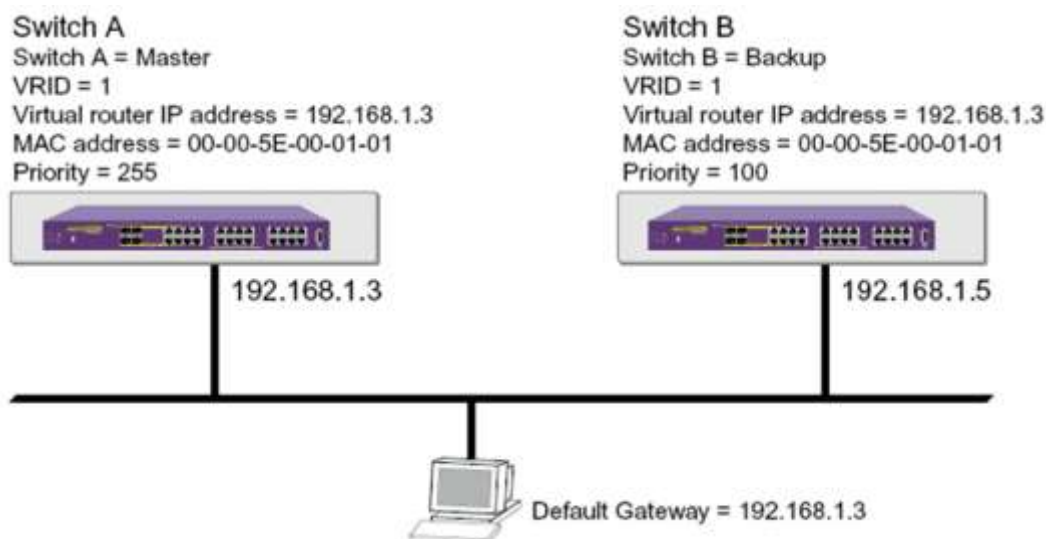 Switch A
Switch A = Master
VRID = 1
Virtual router IP address = 192.168.1.3
MAC address = 00-00-5E-00-01-01
Priority = 255
192.168.1.3
Switch B
Switch B = Backup
VRID = 1
Virtual router IP address = 192.168.1.3
MAC address = 00-00-5E-00-01-01
Priority = 100
192.168.1.5
Default Gateway = 192.168.1.3